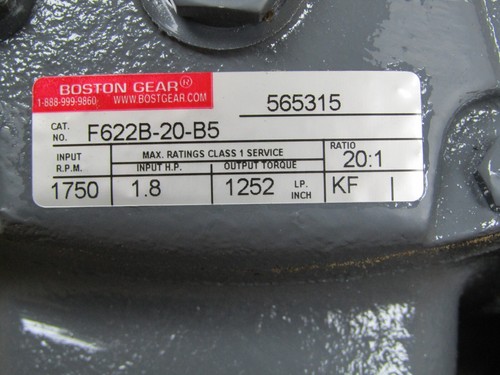 BOSTON GEAR®
1-888-999-9860 WWW.BOSTGEAR.COM
565315
CAT. NO. F622B-20-B5
INPUT R.P.M.
MAX. RATINGS CLASS 1 SERVICE
INPUT H.P. OUTPUT TORQUE
RATIO
20:1
1750 1.8 1252 LP. INCH KF